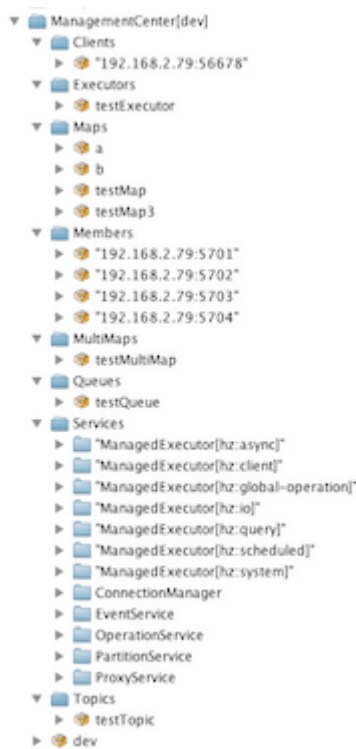 ManagementCenter[dev]
Clients
"192.168.2.79:56678"
Executors
testExecutor
Maps
a
b
testMap
testMap3
Members
"192.168.2.79:5701"
"192.168.2.79:5702"
"192.168.2.79:5703"
"192.168.2.79:5704"
MultiMaps
testMultiMap
Queues
testQueue
Services
"ManagedExecutor[hz:async]"
"ManagedExecutor[hz:client]"
"ManagedExecutor[hz:global-operation]"
"ManagedExecutor[hz:io]"
"ManagedExecutor[hz:query]"
"ManagedExecutor[hz:scheduled]"
"ManagedExecutor[hz:system]"
ConnectionManager
EventService
OperationService
PartitionService
ProxyService
Topics
testTopic
dev